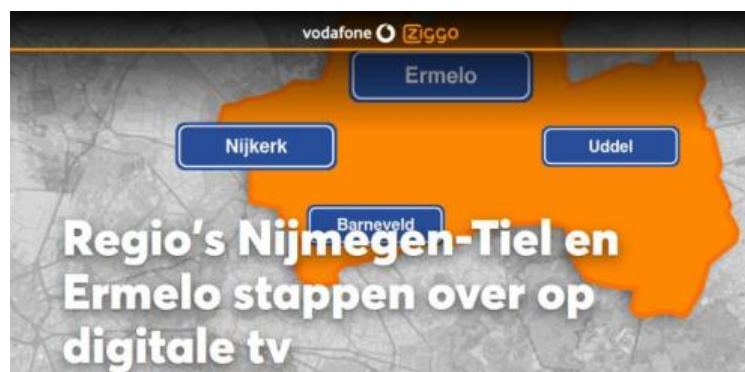 vodafone ziggo
Ermelo
Nijkerk
Uddel
Barneveld
Regio's Nijmegen-Tiel en
Ermelo stappen over op
digitale tv